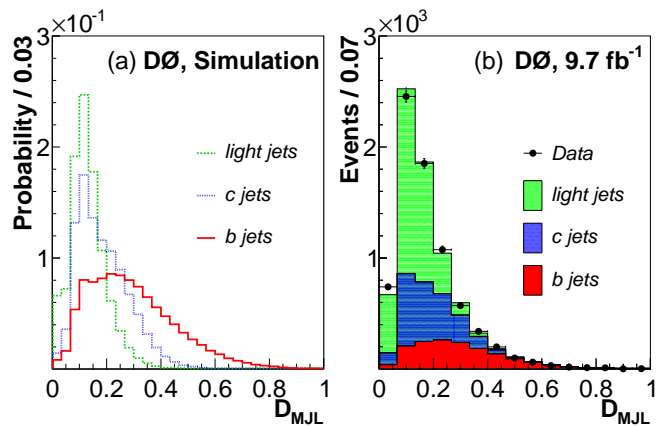 3×10⁻¹
(a) DØ, Simulation
Probability / 0.03
2
1
light jets
c jets
b jets
0 0.2 0.4 0.6 0.8 1
D_MJL
3×10³
(b) DØ, 9.7 fb⁻¹
Events / 0.07
2
1
Data
light jets
c jets
b jets
0 0.2 0.4 0.6 0.8 1
D_MJL